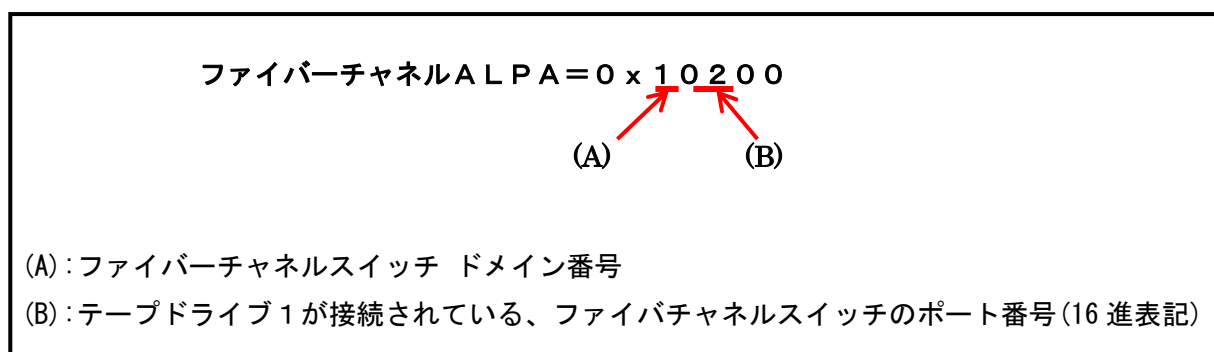 ファイバーチャネルＡＬＰＡ＝０ｘ１０２００
(A) (B)
(A):ファイバーチャネルスイッチ ドメイン番号
(B):テープドライブ１が接続されている、ファイバチャネルスイッチのポート番号(16 進表記)